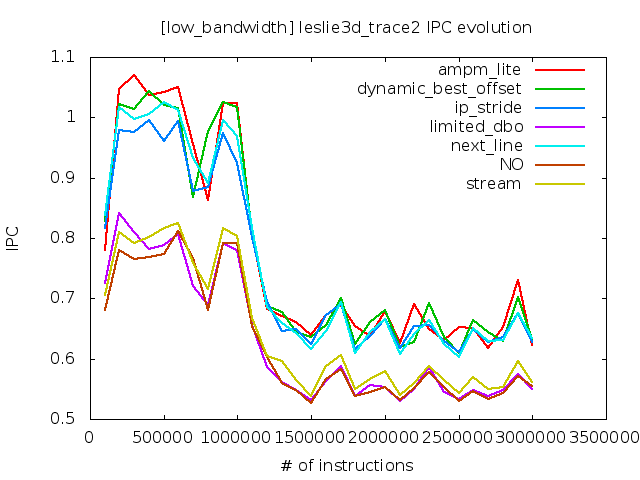 [low_bandwidth] leslie3d_trace2 IPC evolution
1.1
1
0.9
0.8
0.7
0.6
0.5
IPC
ampm_lite
dynamic_best_offset
ip_stride
limited_dbo
next_line
NO
stream
0 500000 1000000 1500000 2000000 2500000 3000000 3500000
# of instructions